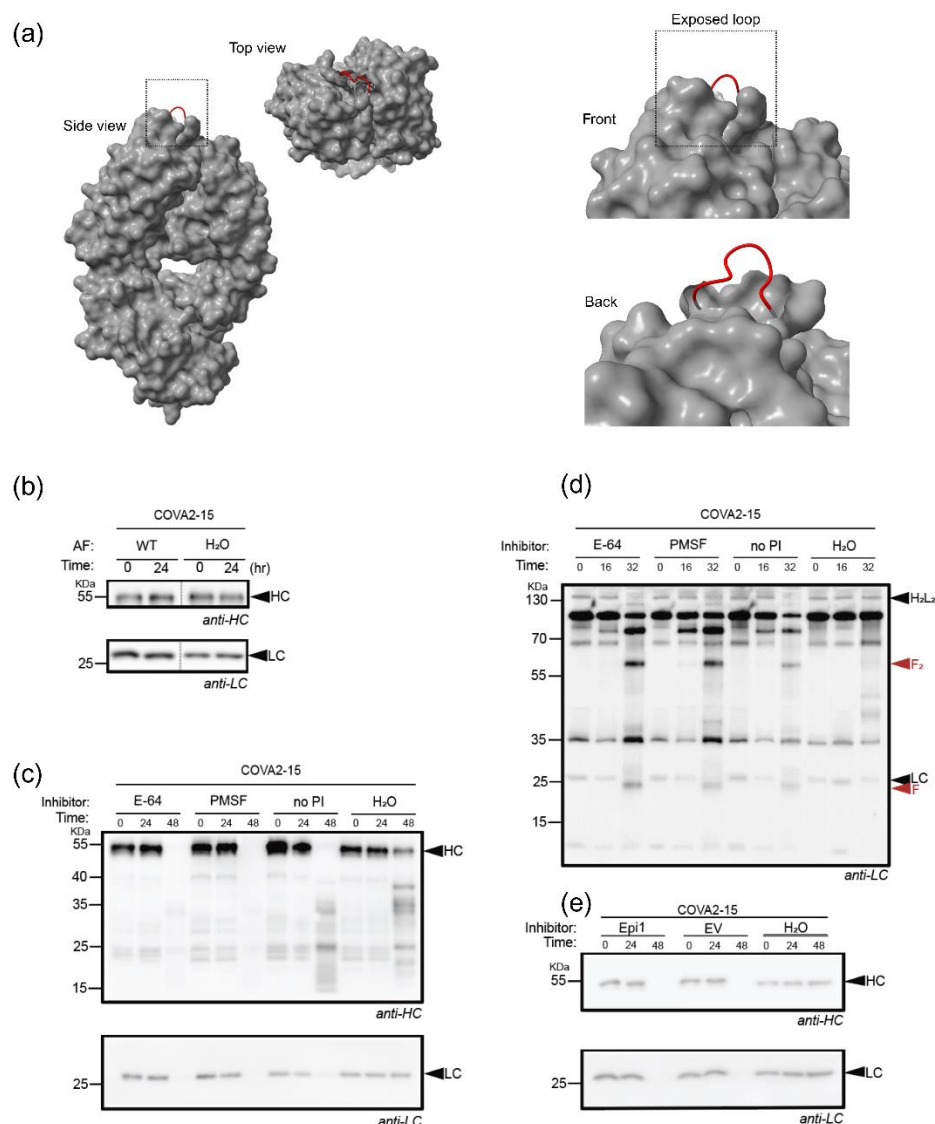 (a)
Side view
Top view
Exposed loop
Front
Back
(b)
COVA2-15
AF: WT H₂O
Time: 0 24 0 24 (hr)
KDa
55 HC
anti-HC
25 LC
anti-LC
(c)
COVA2-15
Inhibitor: E-64 PMSF no PI H₂O
Time: 0 24 48 0 24 48 0 24 48 0 24 48
KDa
55 HC
40
35
25
15
anti-HC
25 LC
anti-LC
(d)
COVA2-15
Inhibitor: E-64 PMSF no PI H₂O
Time: 0 16 32 0 16 32 0 16 32 0 16 32
KDa
130 H₂L₂
70
F₂
55
35
25 LC
F
15
anti-LC
(e)
COVA2-15
Inhibitor: Epi1 EV H₂O
Time: 0 24 48 0 24 48 0 24 48
KDa
55 HC
anti-HC
25 LC
anti-LC